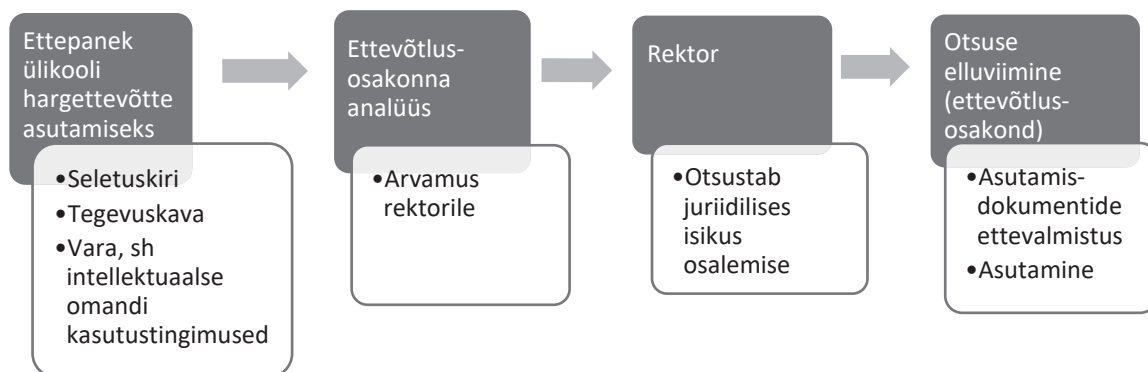 Ettepanek
ülikooli
hargettevõtte
asutamiseks
•Seletuskiri
•Tegevuskava
•Vara, sh
intellektuaalse
omandi
kasutustingimused
Ettevõtlus-
osakonna
analüüs
•Arvamus
rektorile
Rektor
•Otsustab
juriidilises
isikus
osalemise
Otsuse
elluviimine
(ettevõtlus-
osakond)
•Asutamis-
dokumentide
ettevalmistus
•Asutamine